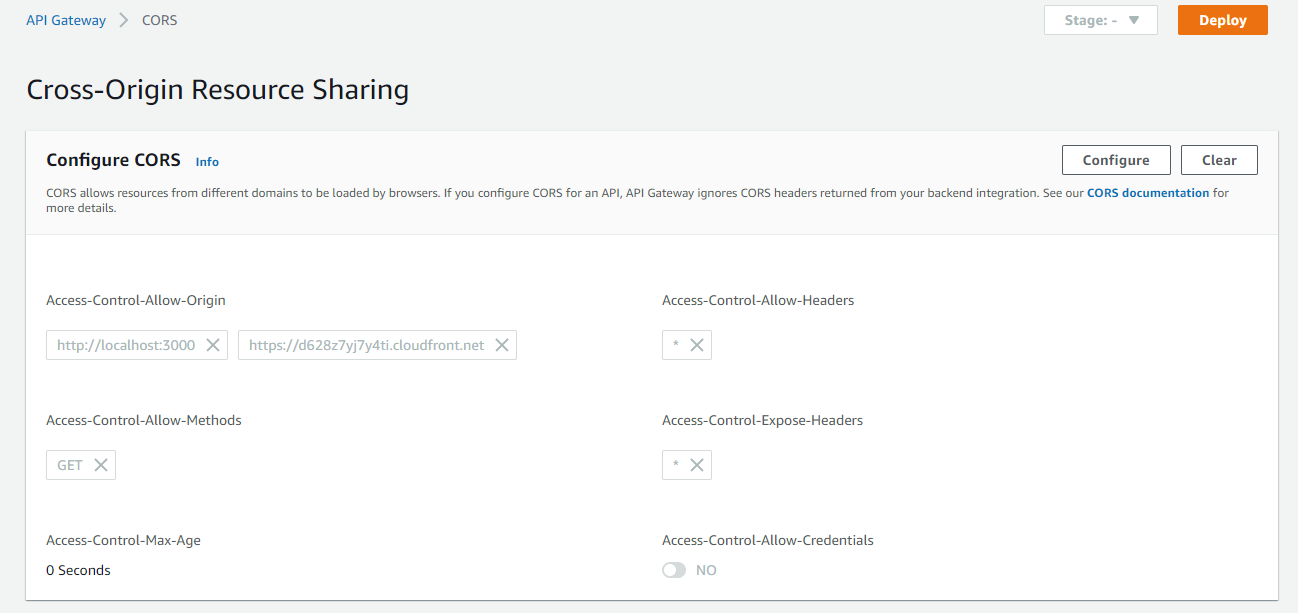 API Gateway CORS Stage: - Deploy
Cross-Origin Resource Sharing
Configure CORS Info Configure Clear
CORS allows resources from different domains to be loaded by browsers. If you configure CORS for an API, API Gateway ignores CORS headers returned from your backend integration. See our CORS documentation for
more details.
Access-Control-Allow-Origin Access-Control-Allow-Headers
http://localhost:3000 https://d628z7yj7y4ti.cloudfront.net *
Access-Control-Allow-Methods Access-Control-Expose-Headers
GET *
Access-Control-Max-Age Access-Control-Allow-Credentials
0 Seconds NO